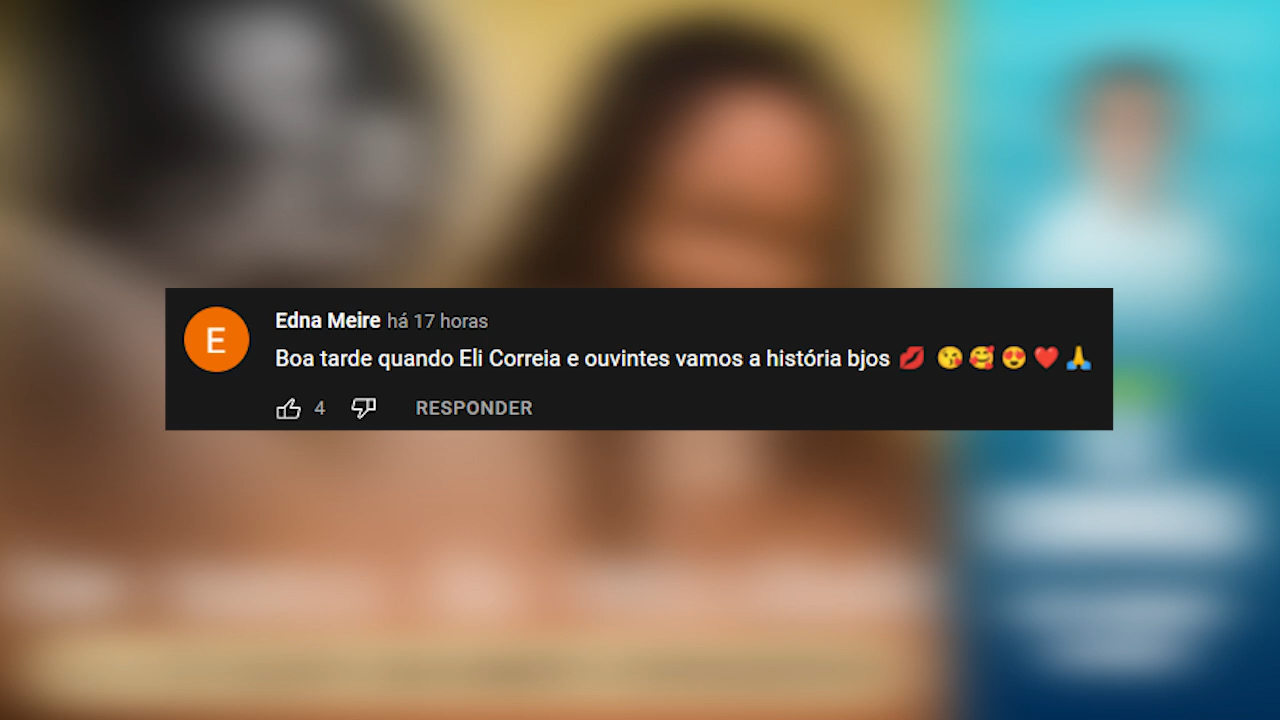 E
Edna Meire há 17 horas
Boa tarde quando Eli Correia e ouvintes vamos a história bjos 💋 😘 🥰 😍 ❤️ 🙏
4 RESPONDER